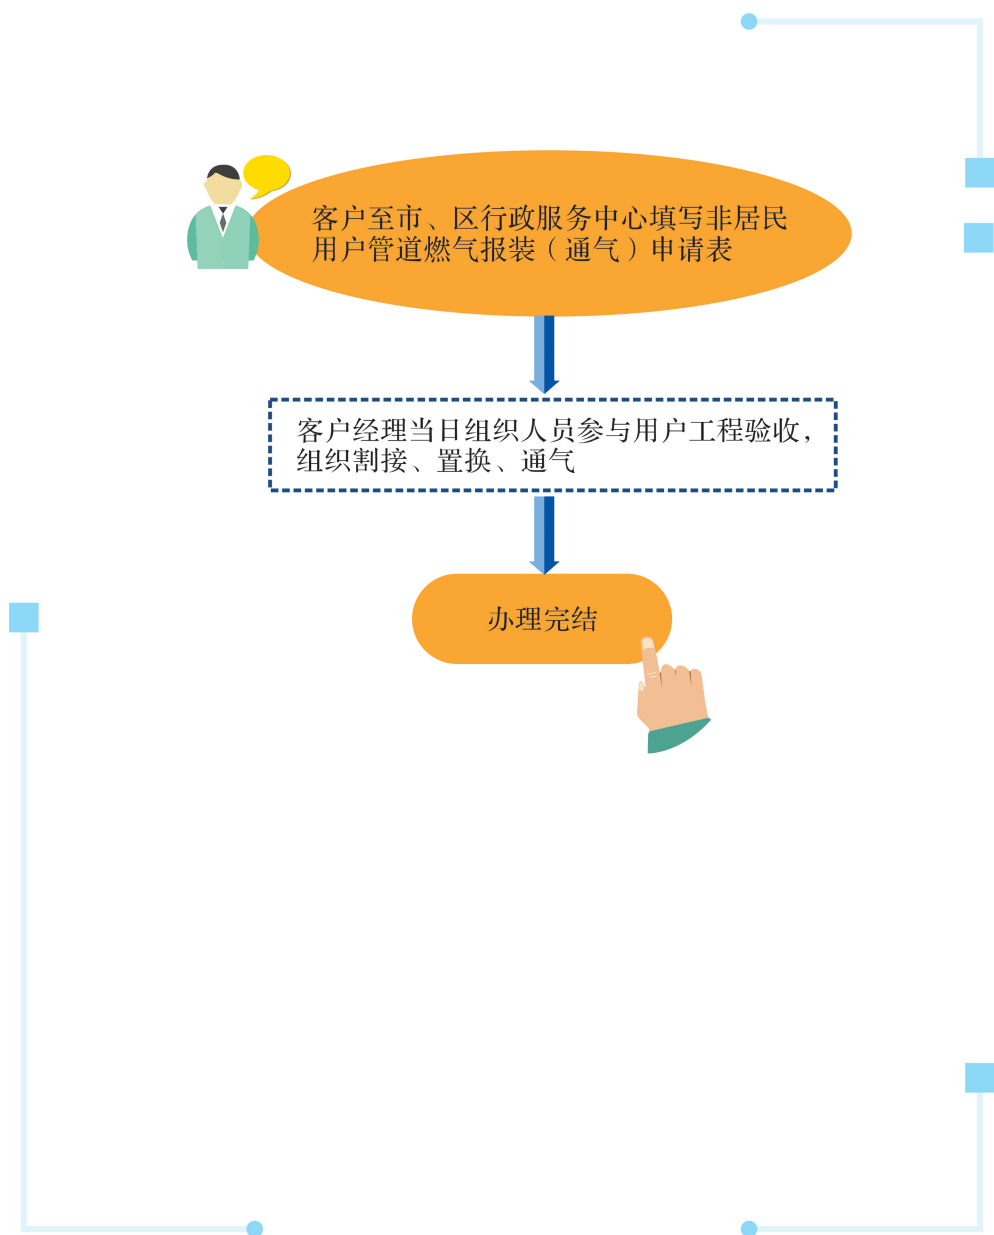 客户至市、区行政服务中心填写非居民
用户管道燃气报装（通气）申请表
客户经理当日组织人员参与用户工程验收，
组织割接、置换、通气
办理完结